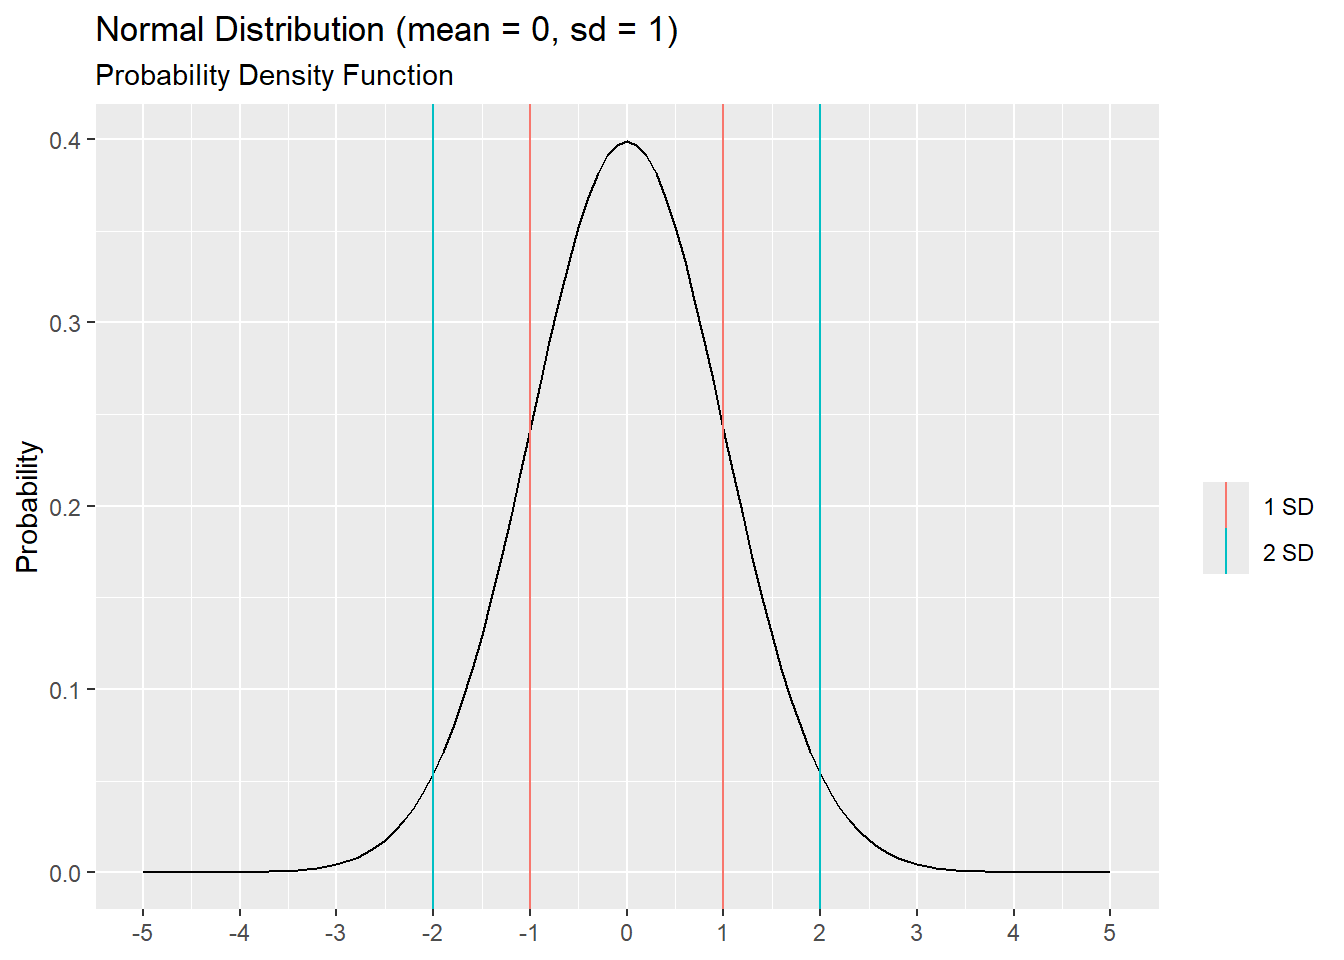 Normal Distribution (mean = 0, sd = 1)
Probability Density Function
0.4
0.3
0.2
0.1
0.0
Probability
-5 -4 -3 -2 -1 0 1 2 3 4 5
1 SD
2 SD